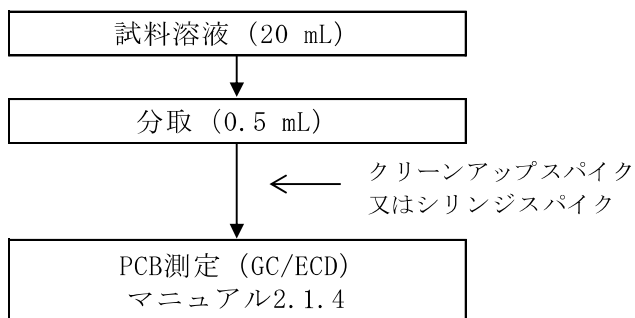 試料溶液 (20 mL)
分取 (0.5 mL)
クリーンアップスパイク
又はシリンジスパイク
PCB測定 (GC/ECD)
マニュアル2.1.4